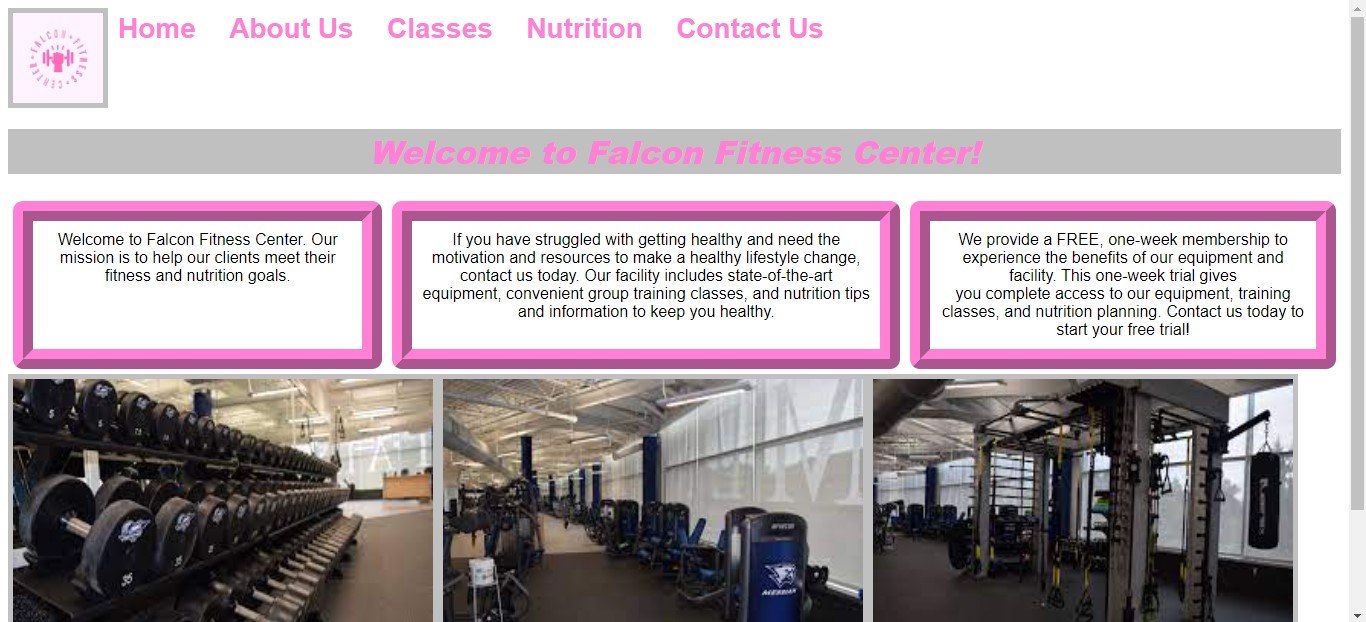 FALCON FITNESS CENTER
Home About Us Classes Nutrition Contact Us
Welcome to Falcon Fitness Center!
Welcome to Falcon Fitness Center. Our
mission is to help our clients meet their
fitness and nutrition goals.
If you have struggled with getting healthy and need the
motivation and resources to make a healthy lifestyle change,
contact us today. Our facility includes state-of-the-art
equipment, convenient group training classes, and nutrition tips
and information to keep you healthy.
We provide a FREE, one-week membership to
experience the benefits of our equipment and
facility. This one-week trial gives
you complete access to our equipment, training
classes, and nutrition planning. Contact us today to
start your free trial!
35
MESSIAH